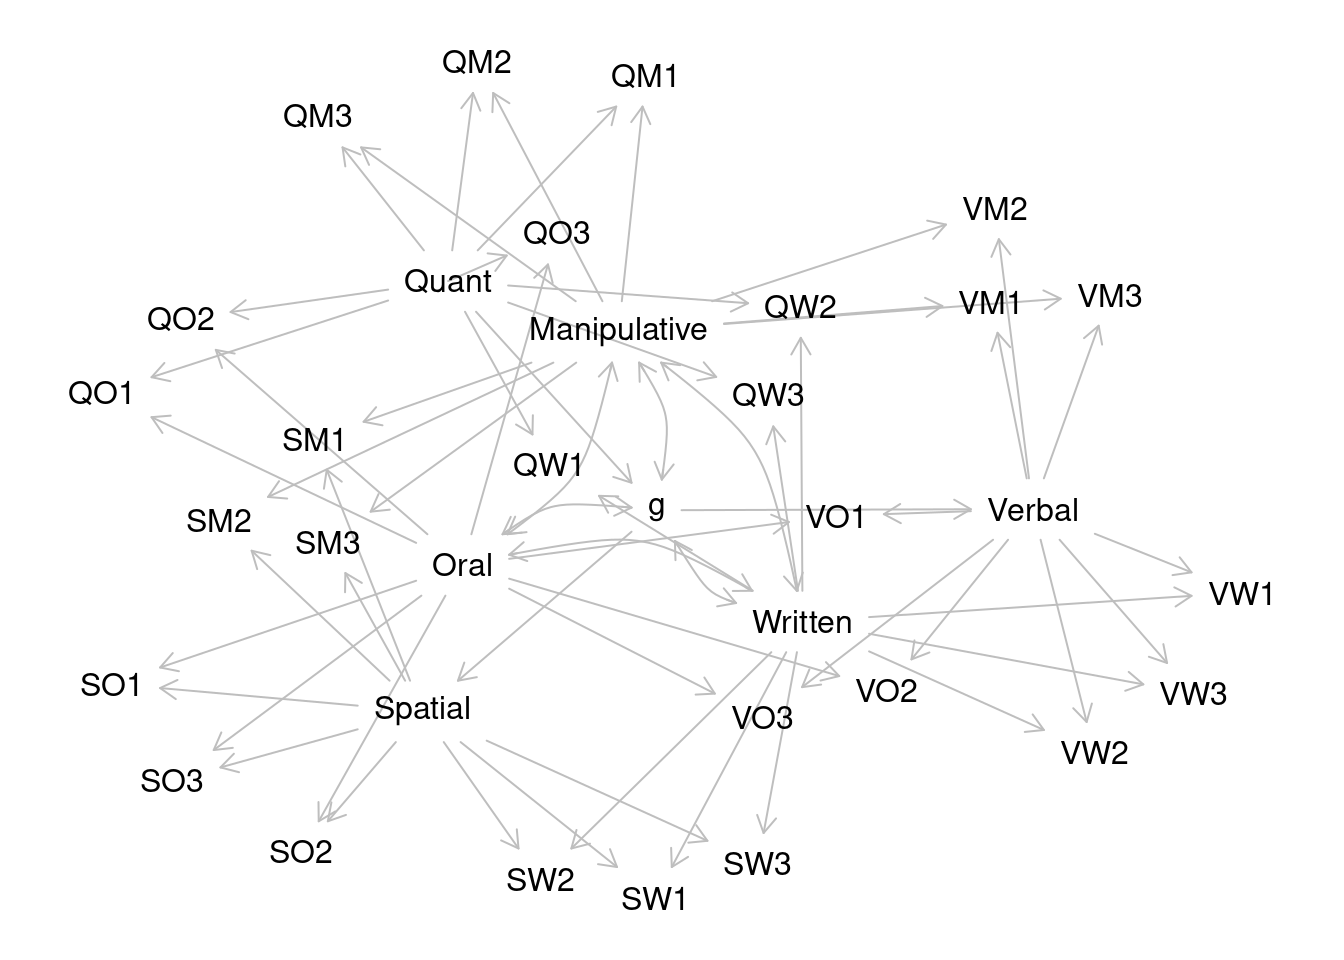 QM2
QM1
QM3
VM2
QO3
Quant
VM3
VM1
QW2
QO2
Manipulative
QO1
QW3
SM1
QW1
g
Verbal
VO1
SM2
SM3
Oral
VW1
Written
SO1
VO2
VW3
Spatial
VO3
VW2
SO3
SO2
SW3
SW2
SW1